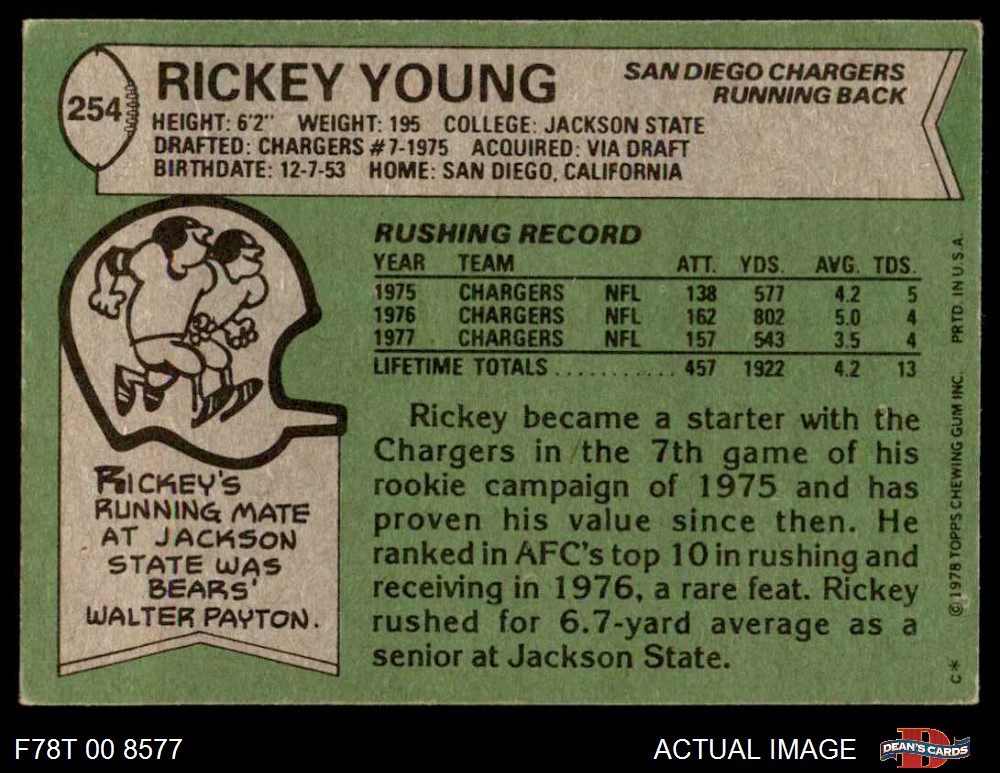 254
RICKEY YOUNG
SAN DIEGO CHARGERS
RUNNING BACK
HEIGHT: 6'2" WEIGHT: 195 COLLEGE: JACKSON STATE
DRAFTED: CHARGERS #7-1975 ACQUIRED: VIA DRAFT
BIRTHDATE: 12-7-53 HOME: SAN DIEGO, CALIFORNIA
RUSHING RECORD
YEAR TEAM ATT. YDS. AVG. TDS.
1975 CHARGERS NFL 138 577 4.2 5
1976 CHARGERS NFL 162 802 5.0 4
1977 CHARGERS NFL 157 543 3.5 4
LIFETIME TOTALS ........... 457 1922 4.2 13
Rickey became a starter with the
Chargers in the 7th game of his
rookie campaign of 1975 and has
proven his value since then. He
ranked in AFC's top 10 in rushing and
receiving in 1976, a rare feat. Rickey
rushed for 6.7-yard average as a
senior at Jackson State.
RICKEY'S
RUNNING MATE
AT JACKSON
STATE WAS
BEARS'
WALTER PAYTON.
C* © 1978 TOPPS CHEWING GUM INC. PRTD. IN U.S.A.
F78T 00 8577
ACTUAL IMAGE
D
DEAN'S CARDS